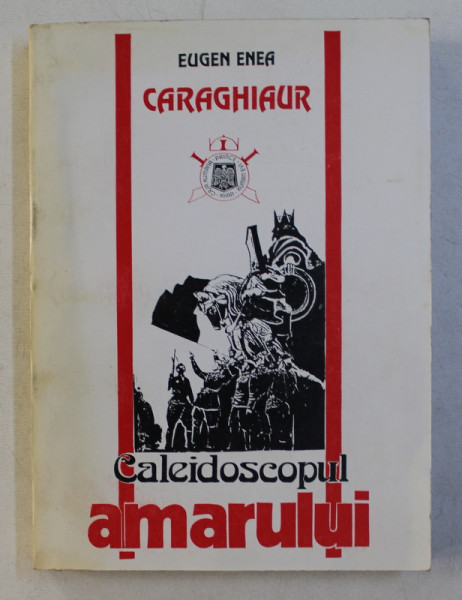 EUGEN ENEA
CARAGHIAUR
Caleidoscopul
amarului